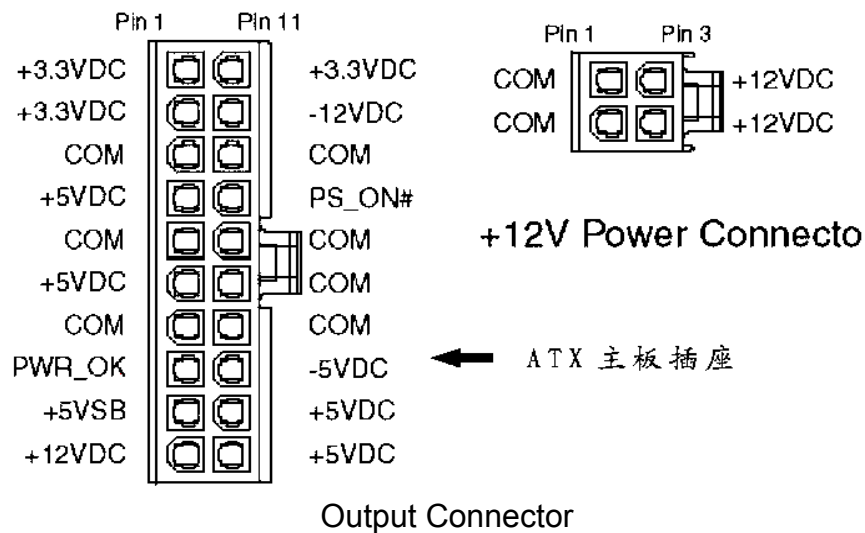 Pin 1 Pin 11
+3.3VDC +3.3VDC
+3.3VDC -12VDC
COM COM
+5VDC PS_ON#
COM COM
+5VDC COM
COM COM
PWR_OK -5VDC
+5VSB +5VDC
+12VDC +5VDC
Pin 1 Pin 3
COM +12VDC
COM +12VDC
+12V Power Connecto
ATX 主板插座
Output Connector